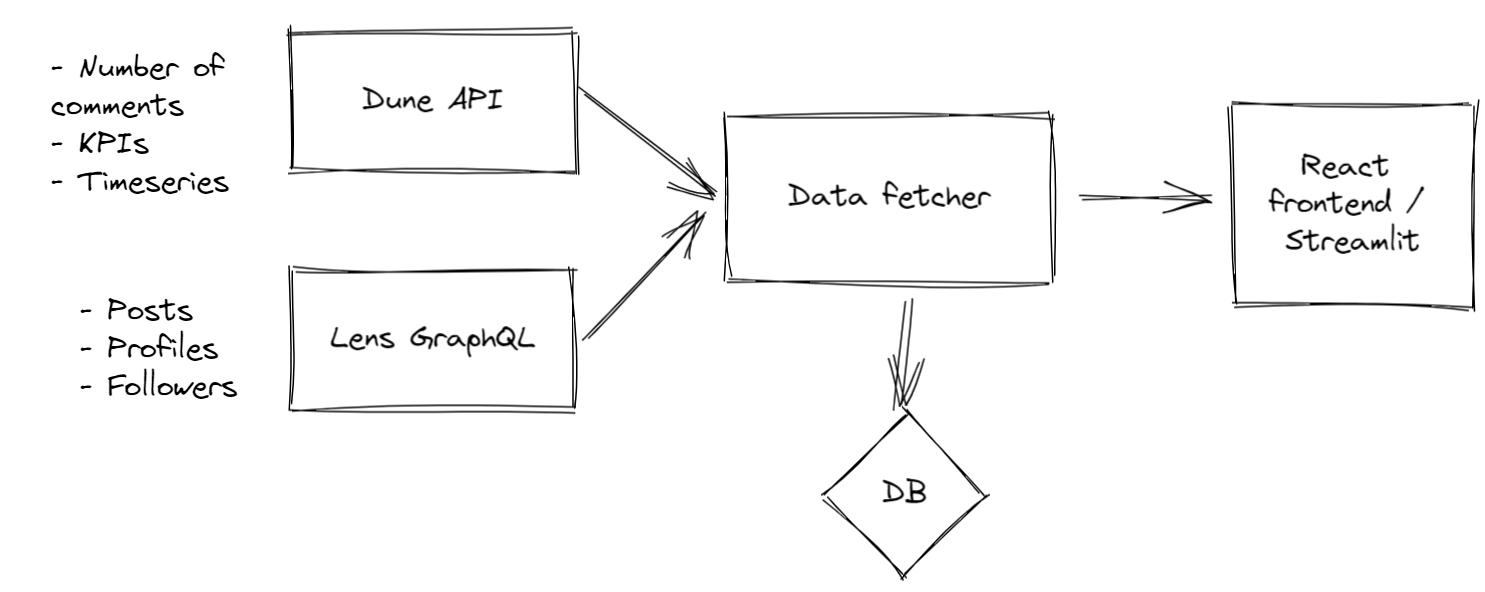 - Number of
comments
- KPIs
- Timeseries
Dune API
- Posts
- Profiles
- Followers
Lens GraphQL
Data fetcher
DB
React
frontend /
Streamlit